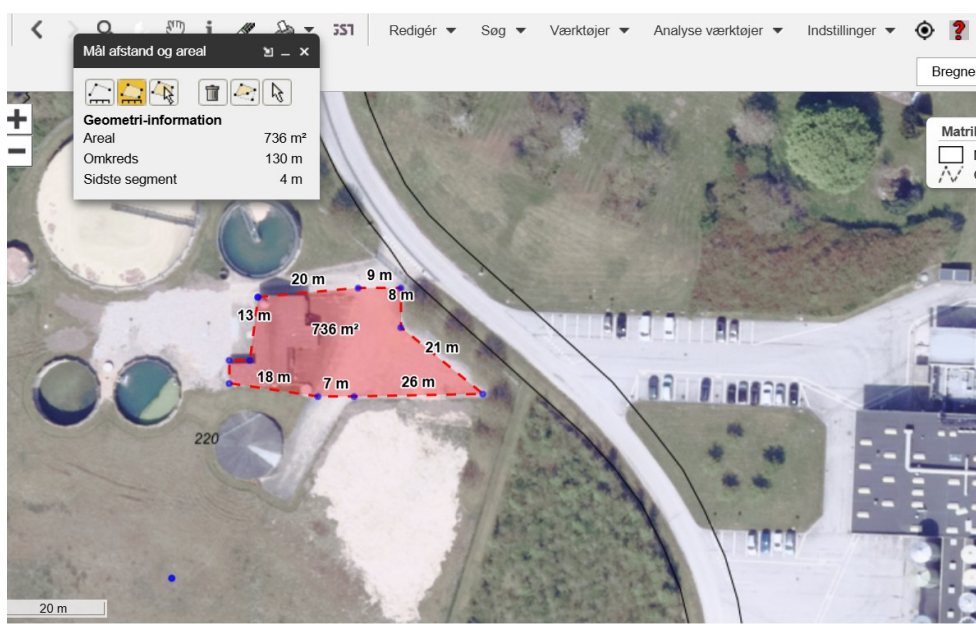 i
Redigér
Søg
Værktøjer
Analyse værktøjer
Indstillinger
?
Mål afstand og areal
Bregne
Geometri-information
Areal 736 m²
Omkreds 130 m
Sidste segment 4 m
Matril
20 m
9 m
8 m
13 m
736 m²
21 m
18 m
7 m
26 m
220
20 m